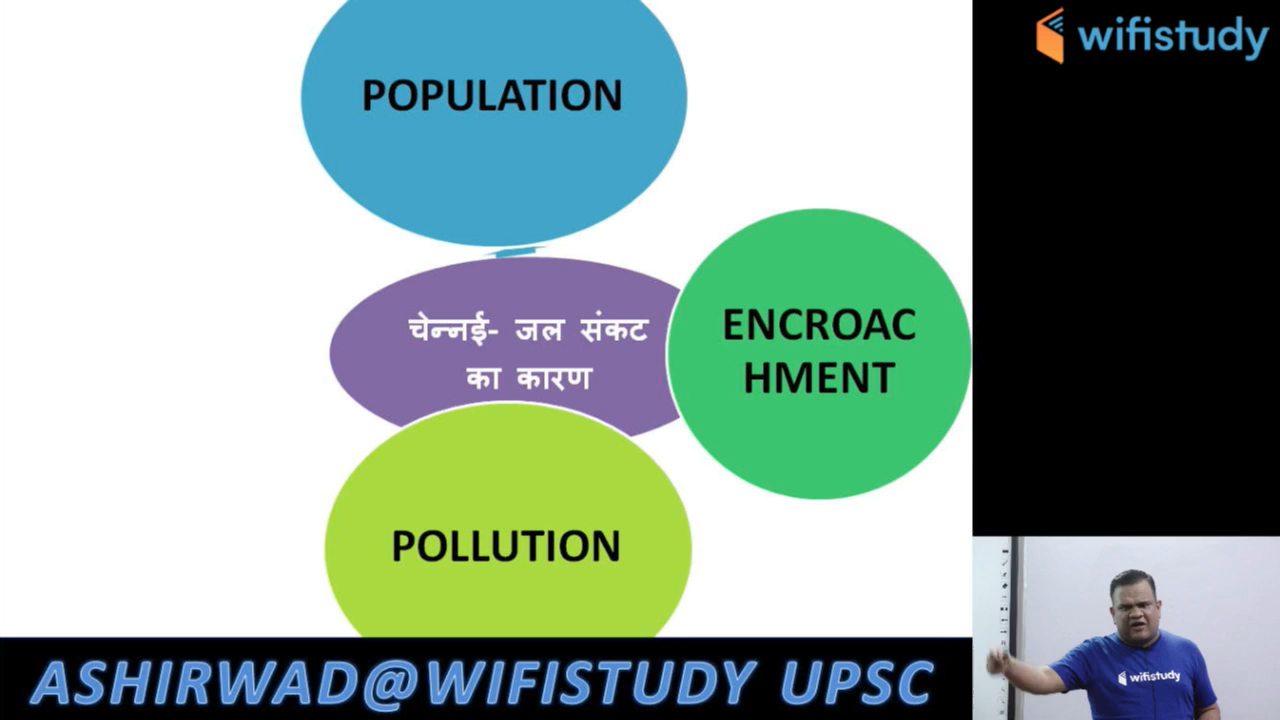 wifistudy
POPULATION
चेन्नई- जल संकट
का कारण
ENCROAC
HMENT
POLLUTION
ASHIRWAD@WIFISTUDY UPSC
wifistudy